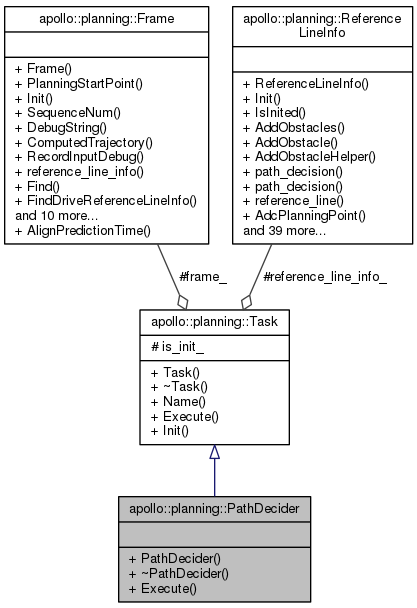 apollo::planning::Frame
+ Frame()
+ PlanningStartPoint()
+ Init()
+ SequenceNum()
+ DebugString()
+ ComputedTrajectory()
+ RecordInputDebug()
+ reference_line_info()
+ Find()
+ FindDriveReferenceLineInfo()
and 10 more...
+ AlignPredictionTime()
apollo::planning::Reference
LineInfo
+ ReferenceLineInfo()
+ Init()
+ IsInited()
+ AddObstacles()
+ AddObstacle()
+ AddObstacleHelper()
+ path_decision()
+ path_decision()
+ reference_line()
+ AdcPlanningPoint()
and 39 more...
#frame_
#reference_line_info_
apollo::planning::Task
# is_init_
+ Task()
+ ~Task()
+ Name()
+ Execute()
+ Init()
apollo::planning::PathDecider
+ PathDecider()
+ ~PathDecider()
+ Execute()